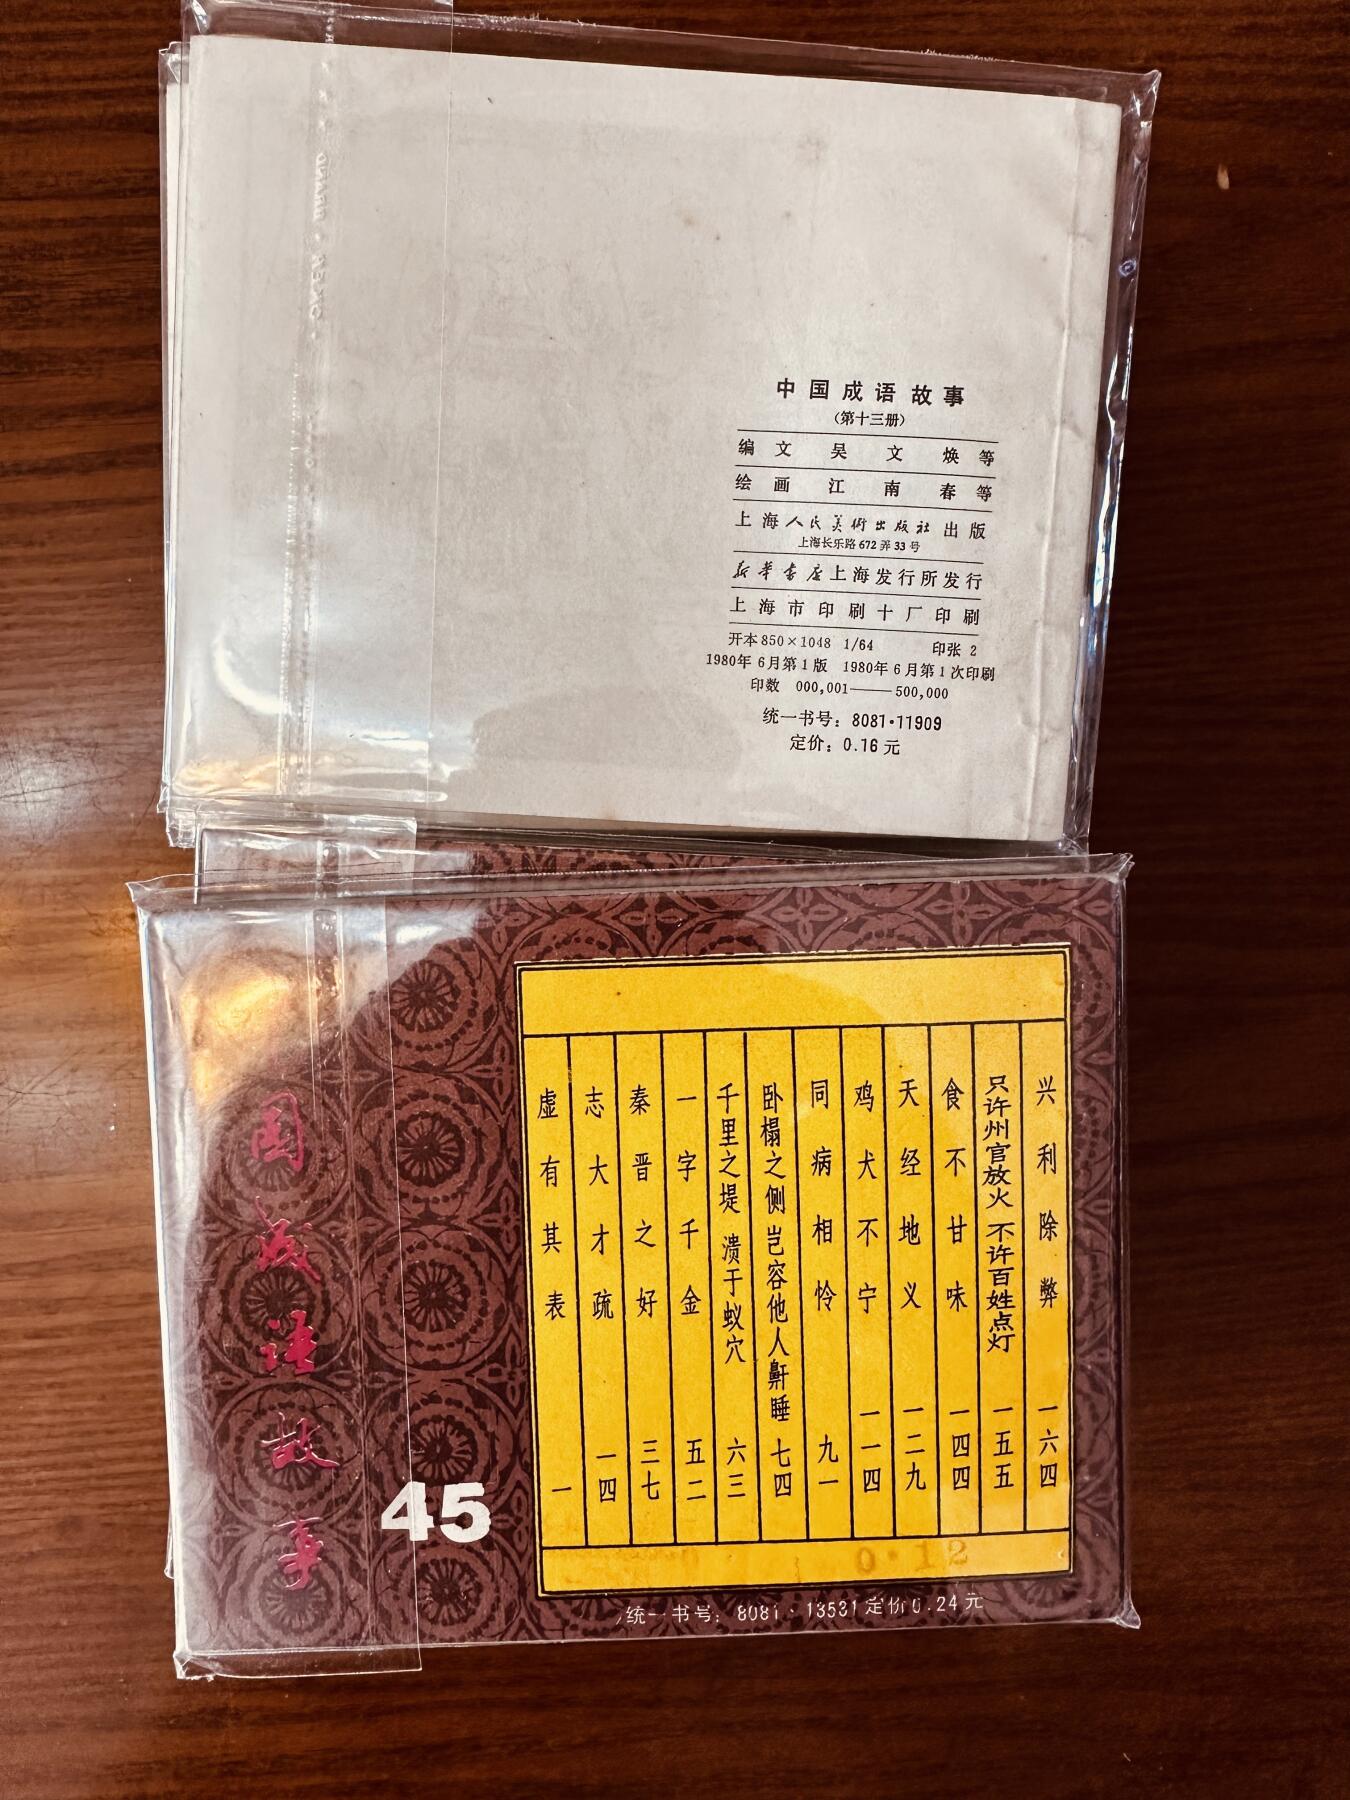 中国成语故事
（第十三册）
编文 吴文焕等
绘画 江南春等
上海人民美術出版社出版
上海长乐路672弄33号
新华书店上海发行所发行
上海市印刷十厂印刷
开本850×1048 1/64 印张 2
1980年6月第1版 1980年6月第1次印刷
印数 000,001——500,000
统一书号：8081·11909
定价：0.16元
国成语故事
45
虚有其表 一
志大才疏 一四
秦晋之好 三七
一字千金 五二
千里之堤 溃于蚁穴 六三
卧榻之侧岂容他人鼾睡 七四
同病相怜 九一
鸡犬不宁 一一四
天经地义 一二九
食不甘味 一四四
只许州官放火 不许百姓点灯 一五五
兴利除弊 一六四
0·12
统一书号：8081·13531定价0.24元